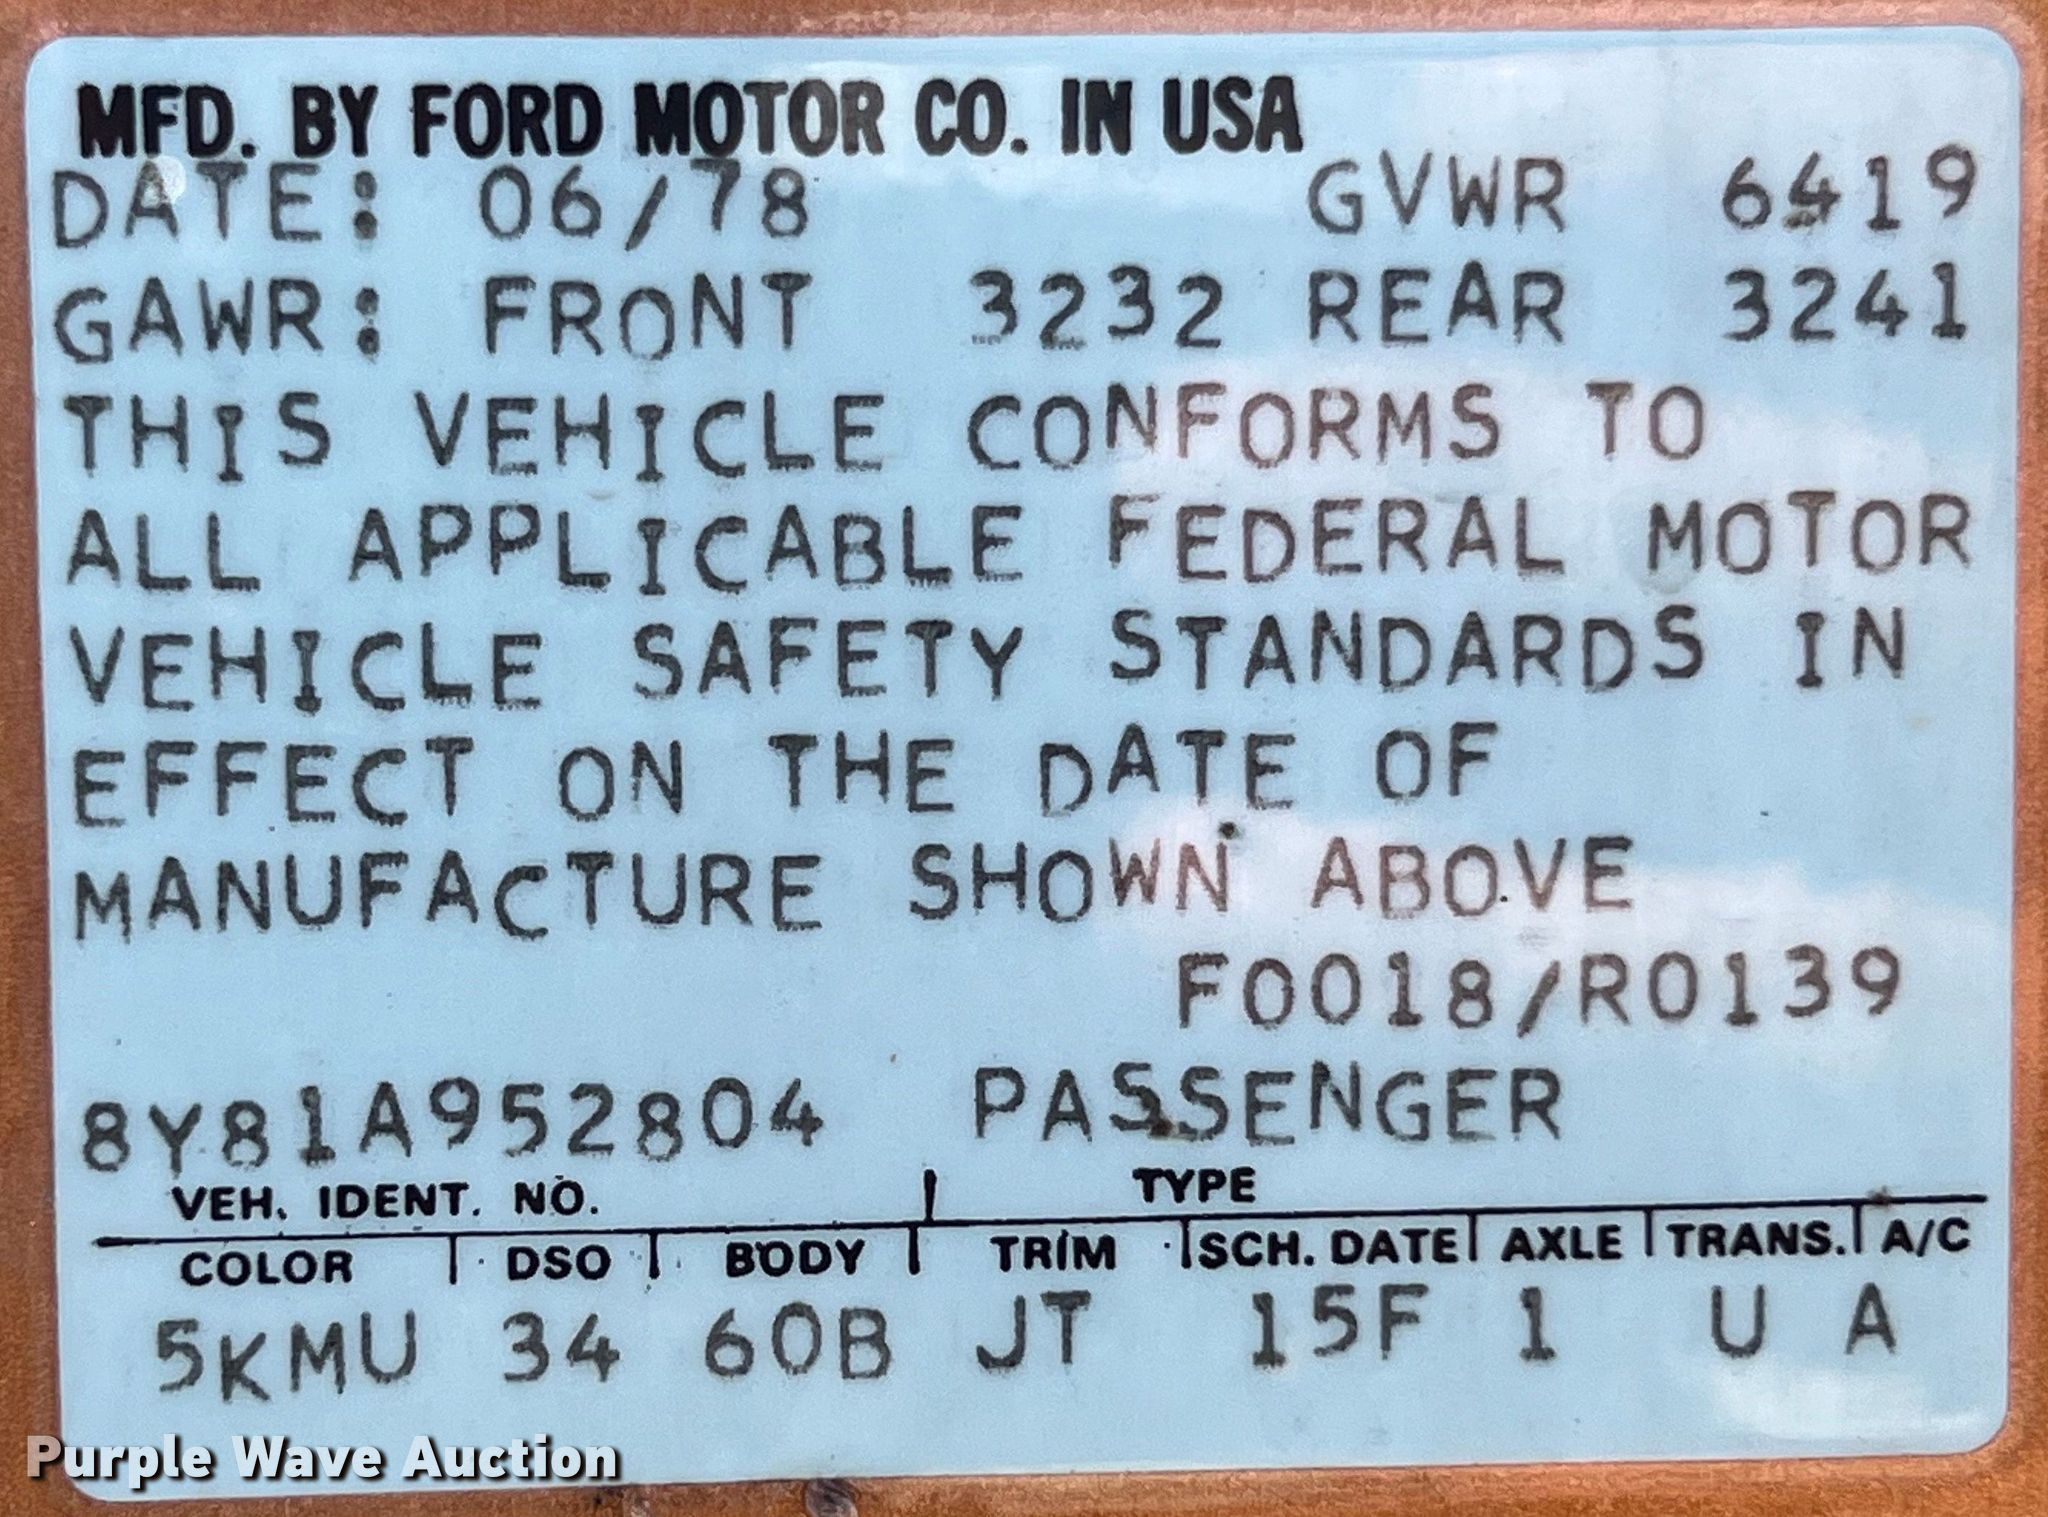 MFD. BY FORD MOTOR CO. IN USA
DATE: 06/78 GVWR 6419
GAWR: FRONT 3232 REAR 3241
THIS VEHICLE CONFORMS TO
ALL APPLICABLE FEDERAL MOTOR
VEHICLE SAFETY STANDARDS IN
EFFECT ON THE DATE OF
MANUFACTURE SHOWN ABOVE
F0018/R0139
8Y81A952804 PASSENGER
VEH. IDENT. NO. TYPE
COLOR DSO BODY TRIM SCH. DATE AXLE TRANS. A/C
5KMU 34 60B JT 15F 1 U A
Purple Wave Auction